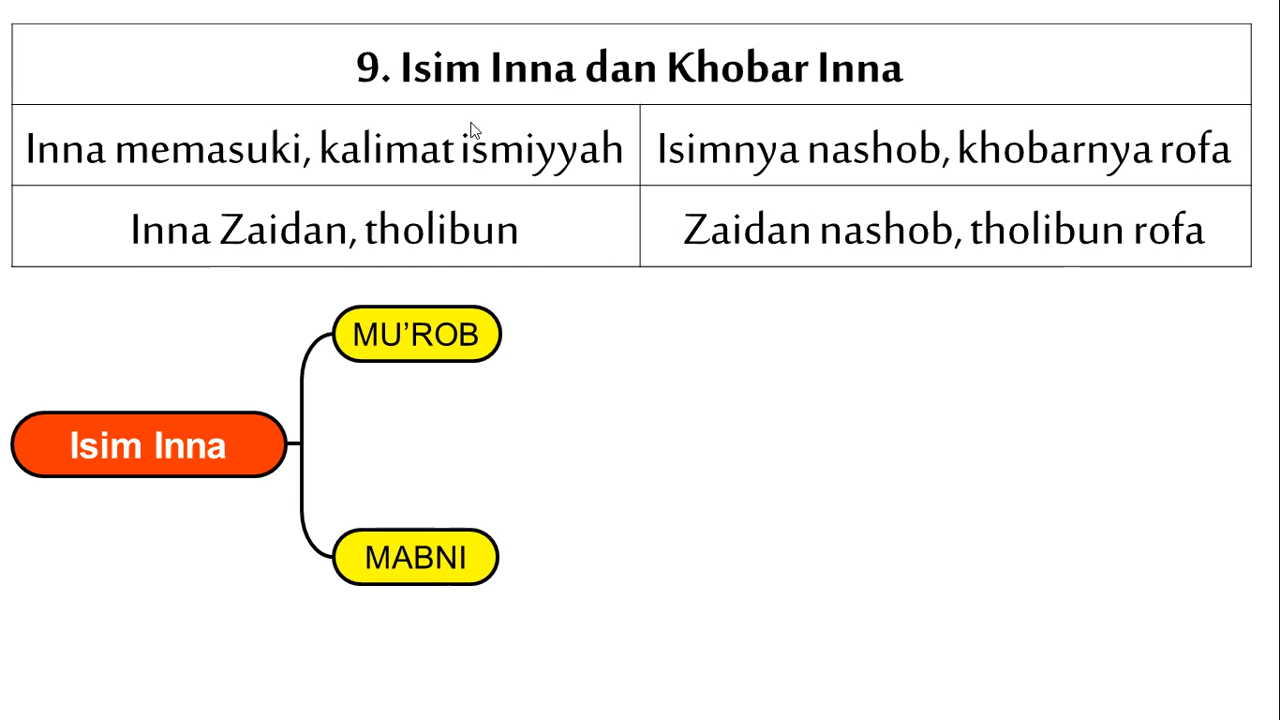 9. Isim Inna dan Khobar Inna
Inna memasuki, kalimat ismiyyah
Isimnya nashob, khobarnya rofa
Inna Zaidan, tholibun
Zaidan nashob, tholibun rofa
MU’ROB
Isim Inna
MABNI